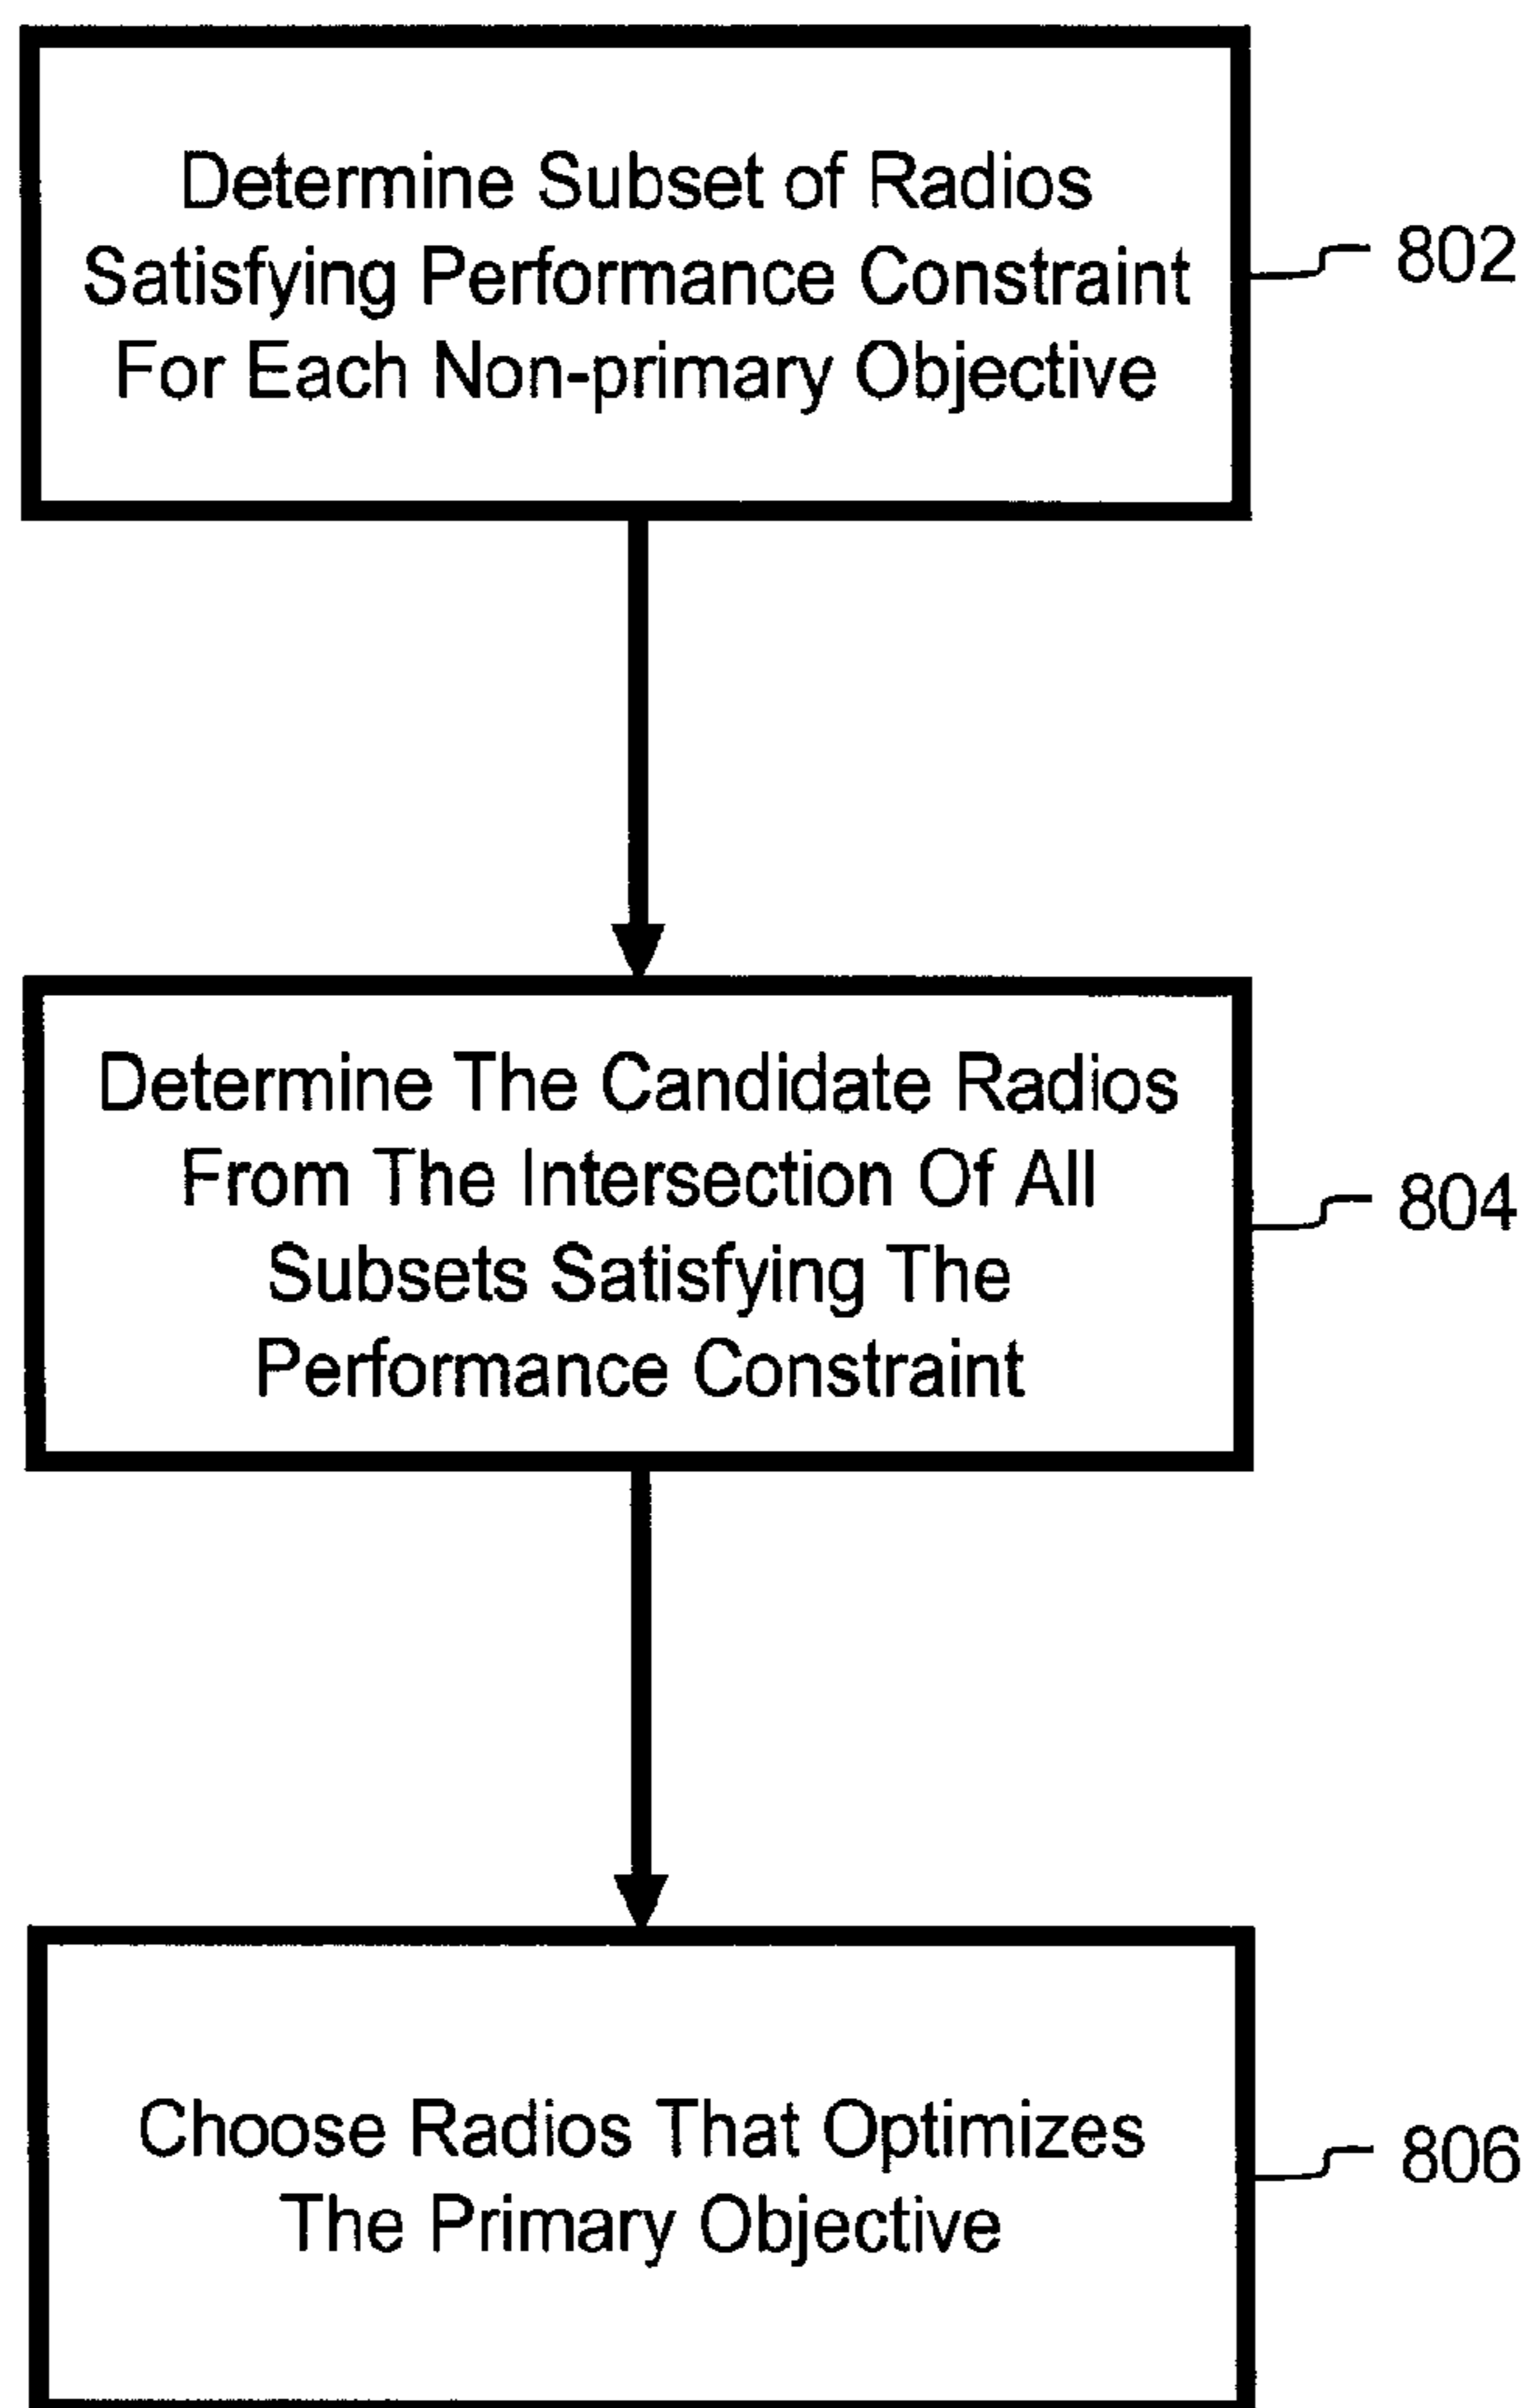 Determine Subset of Radios
Satisfying Performance Constraint
For Each Non-primary Objective
802
Determine The Candidate Radios
From The Intersection Of All
Subsets Satisfying The
Performance Constraint
804
Choose Radios That Optimizes
The Primary Objective
806